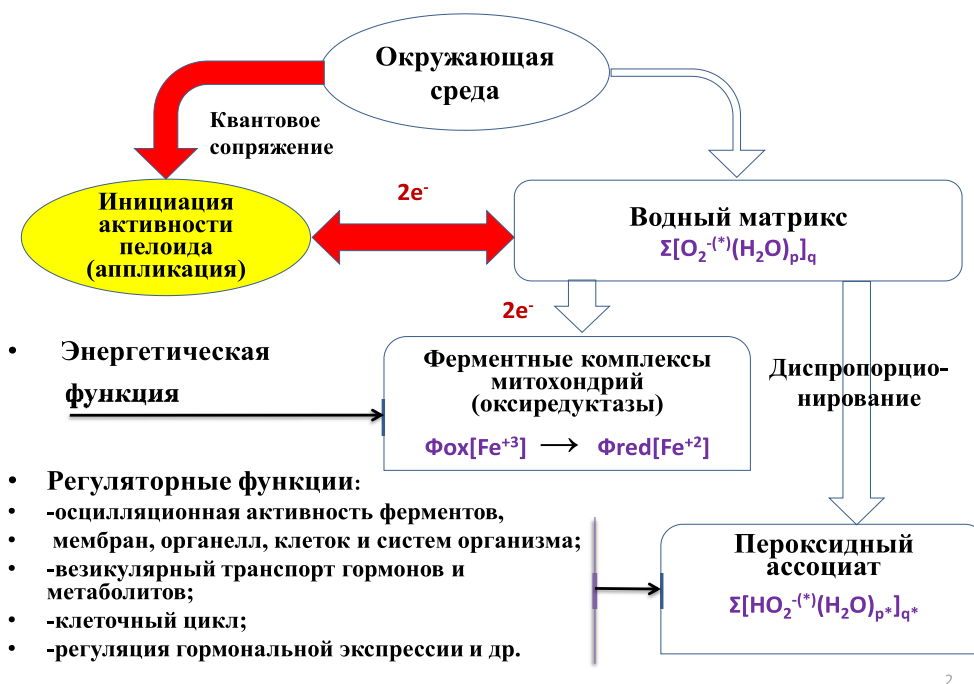 Окружающая
среда
Квантовое
сопряжение
Инициация
активности
пелоида
(аппликация)
2e⁻
Водный матрикс
Σ[O₂⁻⁽*⁾(H₂O)ₚ]q
2e⁻
• Энергетическая
функция
Ферментные комплексы
митохондрий
(оксиредуктазы)
Фox[Fe⁺³] → Фred[Fe⁺²]
Диспропорцио-
нирование
• Регуляторные функции:
• -осцилляционная активность ферментов,
• мембран, органелл, клеток и систем организма;
• -везикулярный транспорт гормонов и
метаболитов;
• -клеточный цикл;
• -регуляция гормональной экспрессии и др.
Пероксидный
ассоциат
Σ[HO₂⁻⁽*⁾(H₂O)ₚ*]q*
2